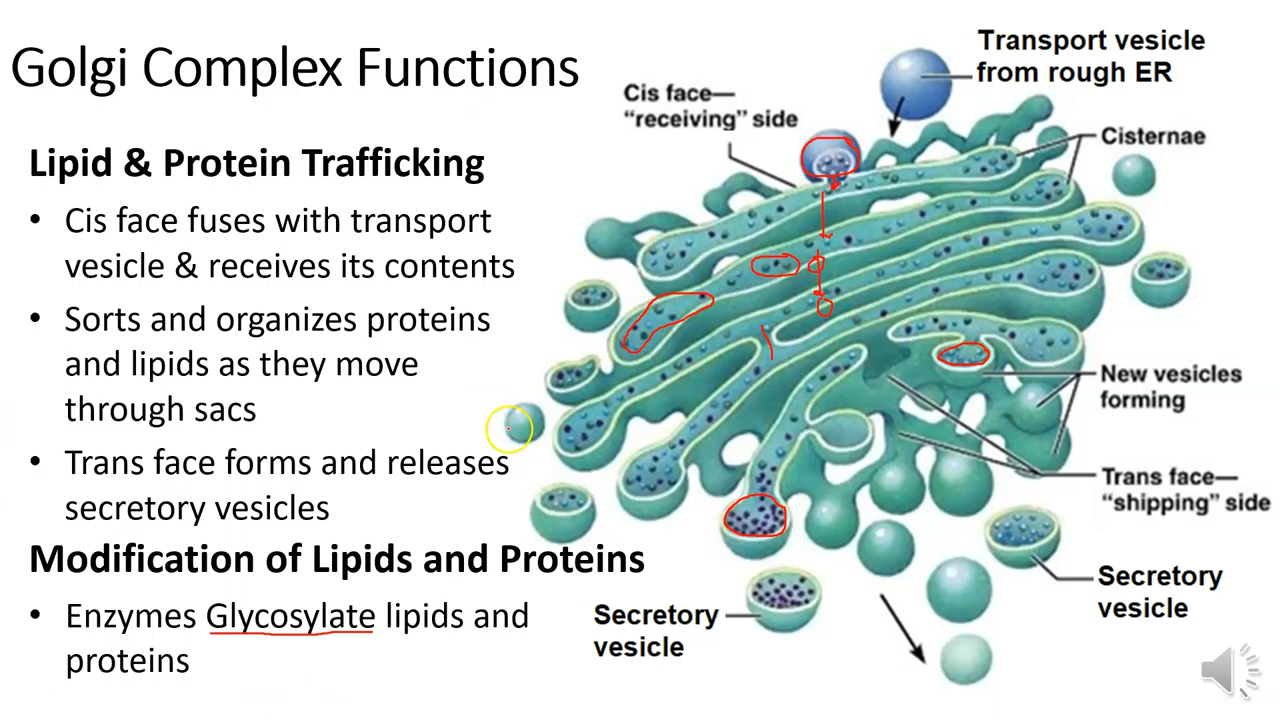 Golgi Complex Functions
Lipid & Protein Trafficking
• Cis face fuses with transport
vesicle & receives its contents
• Sorts and organizes proteins
and lipids as they move
through sacs
• Trans face forms and releases
secretory vesicles
Modification of Lipids and Proteins
• Enzymes Glycosylate lipids and
proteins
Transport vesicle
from rough ER
Cis face—
“receiving” side
Cisternae
New vesicles
forming
Trans face—
“shipping” side
Secretory
vesicle
Secretory
vesicle